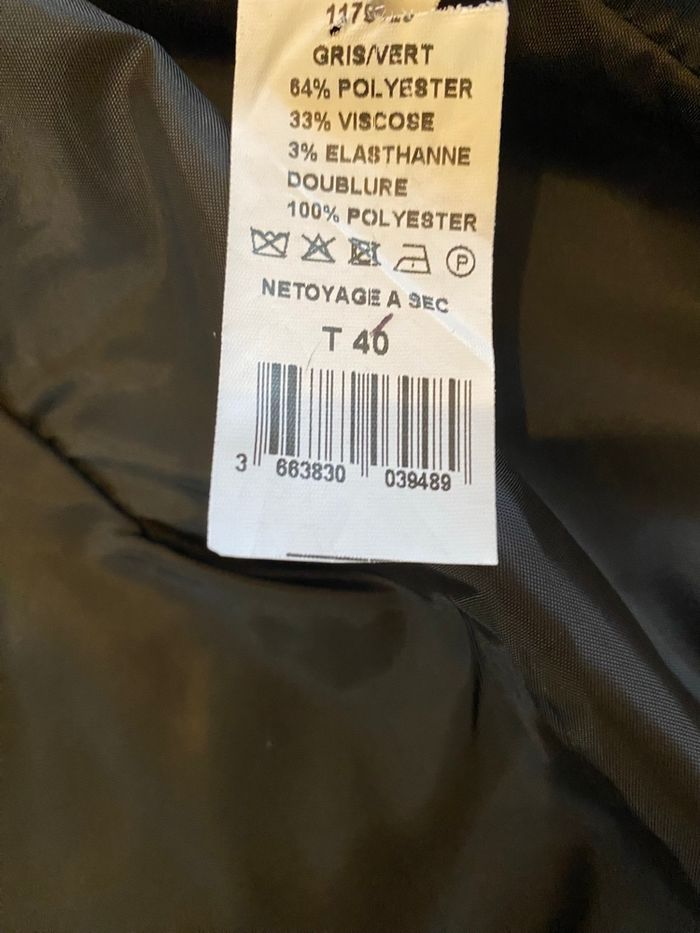 GRIS/VERT
64% POLYESTER
33% VISCOSE
3% ELASTHANNE
DOUBLURE
100% POLYESTER
P
NETOYAGE A SEC
T 40
3 663830 039489